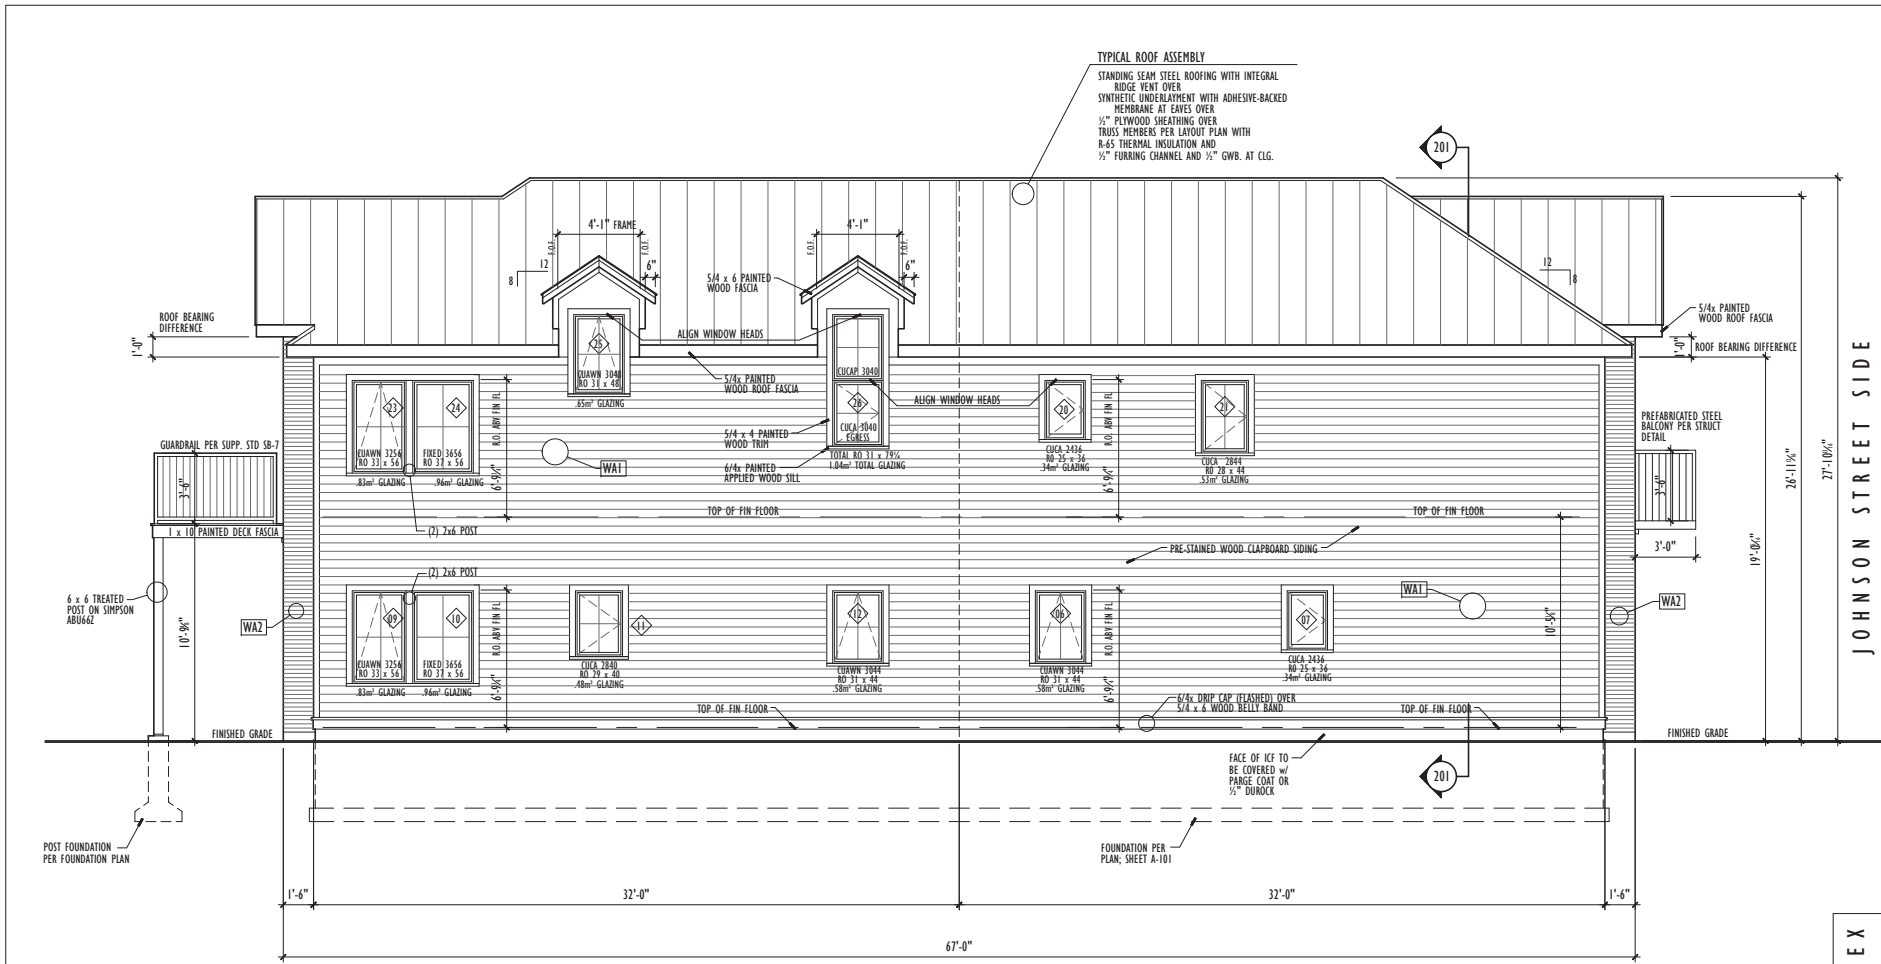 TYPICAL ROOF ASSEMBLY
STANDING SEAM STEEL ROOFING WITH INTEGRAL
RIDGE VENT OVER
SYNTHETIC UNDERLAYMENT WITH ADHESIVE-BACKED
MEMBRANE AT EAVES OVER
½" PLYWOOD SHEATHING OVER
TRUSS MEMBERS PER LAYOUT PLAN WITH
R-65 THERMAL INSULATION AND
½" FURRING CHANNEL AND ½" GWB. AT CLG.
201
4'-1" FRAME
F.O.F.
F.O.F.
6"
12
8
4'-1"
F.O.F.
F.O.F.
6"
5/4 x 6 PAINTED
WOOD FASCIA
12
8
ROOF BEARING
DIFFERENCE
1'-0"
ALIGN WINDOW HEADS
5/4x PAINTED
WOOD ROOF FASCIA
1'-0"
ROOF BEARING DIFFERENCE
25
CUAWN 3048
RO 31 x 48
.65m² GLAZING
5/4x PAINTED
WOOD ROOF FASCIA
CUCAP 3040
26
CUCA 3040
EGRESS
TOTAL RO 31 x 79¼
1.04m² TOTAL GLAZING
ALIGN WINDOW HEADS
5/4 x 4 PAINTED
WOOD TRIM
6/4x PAINTED
APPLIED WOOD SILL
23
24
CUAWN 3256
RO 33 x 56
FIXED 3656
RO 37 x 56
.83m² GLAZING
.96m² GLAZING
R.O. ABV FIN FL
6'-9¼"
WA1
20
CUCA 2436
RO 25 x 36
.34m² GLAZING
R.O. ABV FIN FL
6'-9¼"
21
CUCA 2844
RO 28 x 44
.53m² GLAZING
GUARDRAIL PER SUPP. STD SB-7
3'-6"
1 x 10 PAINTED DECK FASCIA
PREFABRICATED STEEL
BALCONY PER STRUCT
DETAIL
3'-6"
3'-0"
TOP OF FIN FLOOR
TOP OF FIN FLOOR
(2) 2x6 POST
PRE-STAINED WOOD CLAPBOARD SIDING
(2) 2x6 POST
6 x 6 TREATED
POST ON SIMPSON
ABU66Z
WA2
09
10
CUAWN 3256
RO 33 x 56
FIXED 3656
RO 37 x 56
.83m² GLAZING
.96m² GLAZING
R.O. ABV FIN FL
6'-9¼"
11
CUCA 2840
RO 29 x 40
.48m² GLAZING
12
CUAWN 3044
RO 31 x 44
.58m² GLAZING
06
CUAWN 3044
RO 31 x 44
.58m² GLAZING
R.O. ABV FIN FL
6'-9¼"
07
CUCA 2436
RO 25 x 36
.34m² GLAZING
WA1
WA2
TOP OF FIN FLOOR
6/4x DRIP CAP (FLASHED) OVER
5/4 x 6 WOOD BELLY BAND
TOP OF FIN FLOOR
FINISHED GRADE
FINISHED GRADE
FACE OF ICF TO
BE COVERED w/
PARGE COAT OR
½" DUROCK
201
POST FOUNDATION
PER FOUNDATION PLAN
FOUNDATION PER
PLAN; SHEET A-101
1'-6"
32'-0"
32'-0"
1'-6"
67'-0"
JOHNSON STREET SIDE
EX